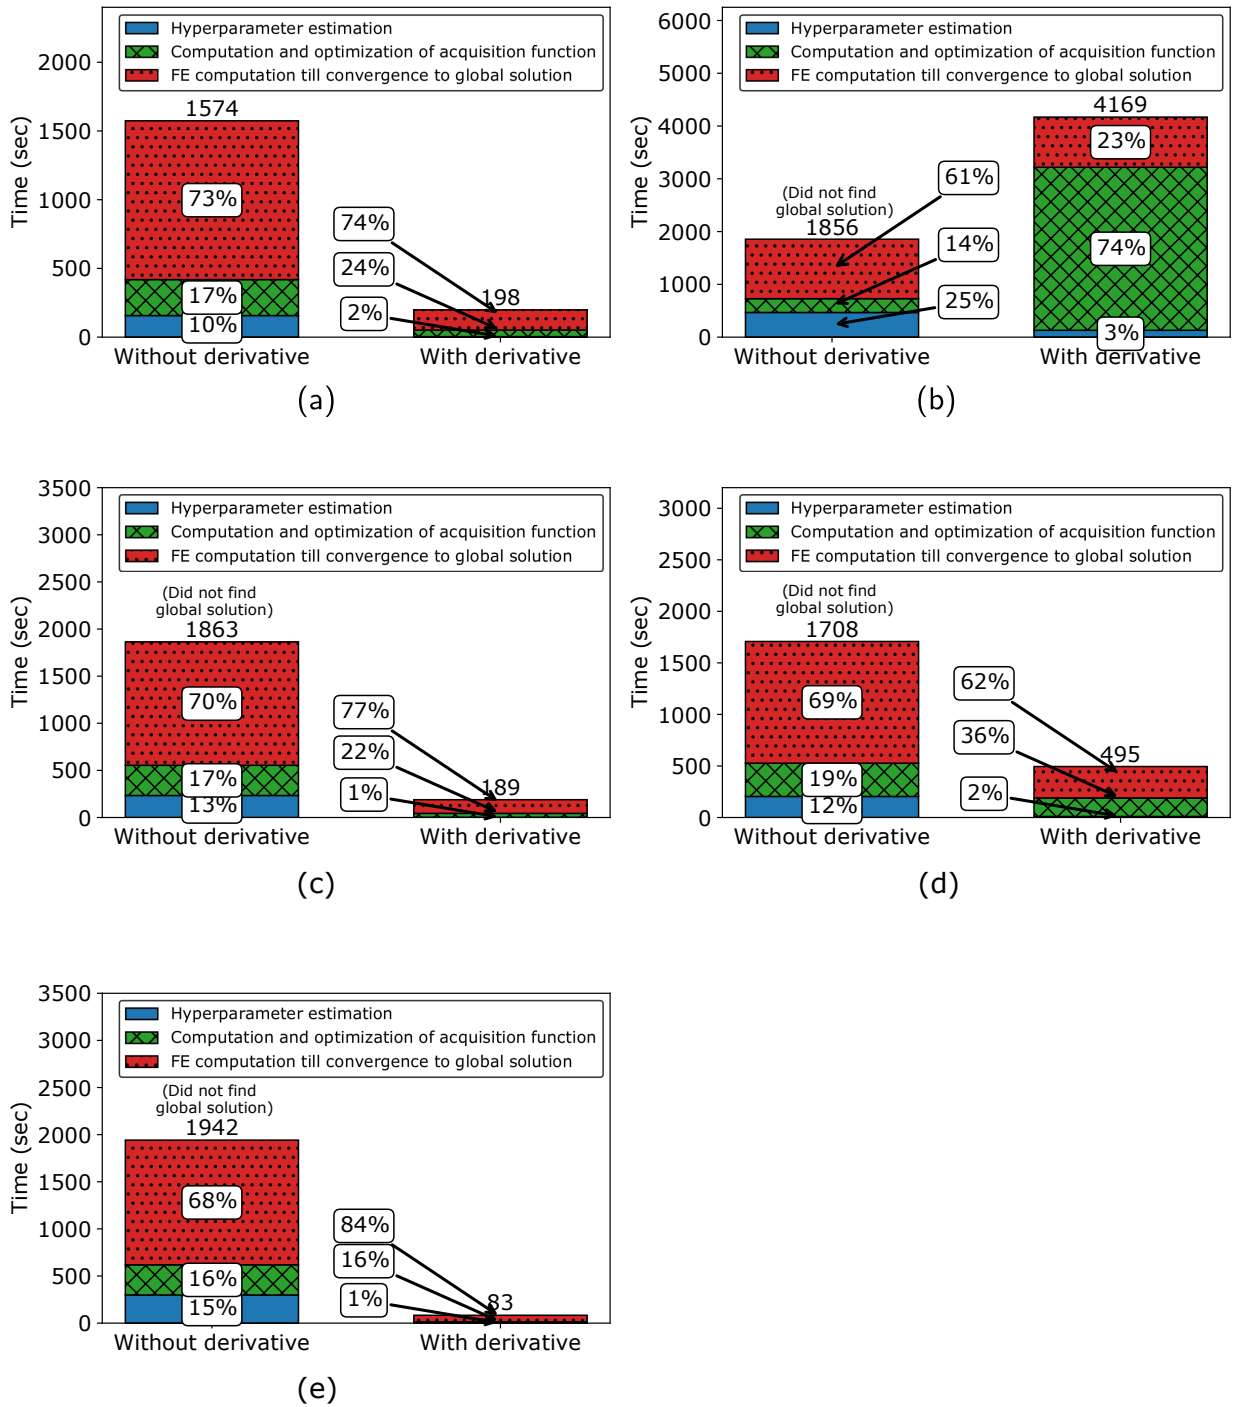 Hyperparameter estimation
Computation and optimization of acquisition function
FE computation till convergence to global solution
Time (sec)
2000
1500
1000
500
0
1574
73%
17%
10%
74%
24%
2%
198
Without derivative
With derivative
(a)
Hyperparameter estimation
Computation and optimization of acquisition function
FE computation till convergence to global solution
Time (sec)
6000
5000
4000
3000
2000
1000
0
(Did not find
global solution)
1856
61%
14%
25%
4169
23%
74%
3%
Without derivative
With derivative
(b)
Hyperparameter estimation
Computation and optimization of acquisition function
FE computation till convergence to global solution
Time (sec)
3500
3000
2500
2000
1500
1000
500
0
(Did not find
global solution)
1863
70%
17%
13%
77%
22%
1%
189
Without derivative
With derivative
(c)
Hyperparameter estimation
Computation and optimization of acquisition function
FE computation till convergence to global solution
Time (sec)
3000
2500
2000
1500
1000
500
0
(Did not find
global solution)
1708
69%
19%
12%
62%
36%
2%
495
Without derivative
With derivative
(d)
Hyperparameter estimation
Computation and optimization of acquisition function
FE computation till convergence to global solution
Time (sec)
3500
3000
2500
2000
1500
1000
500
0
(Did not find
global solution)
1942
68%
16%
15%
84%
16%
1%
83
Without derivative
With derivative
(e)